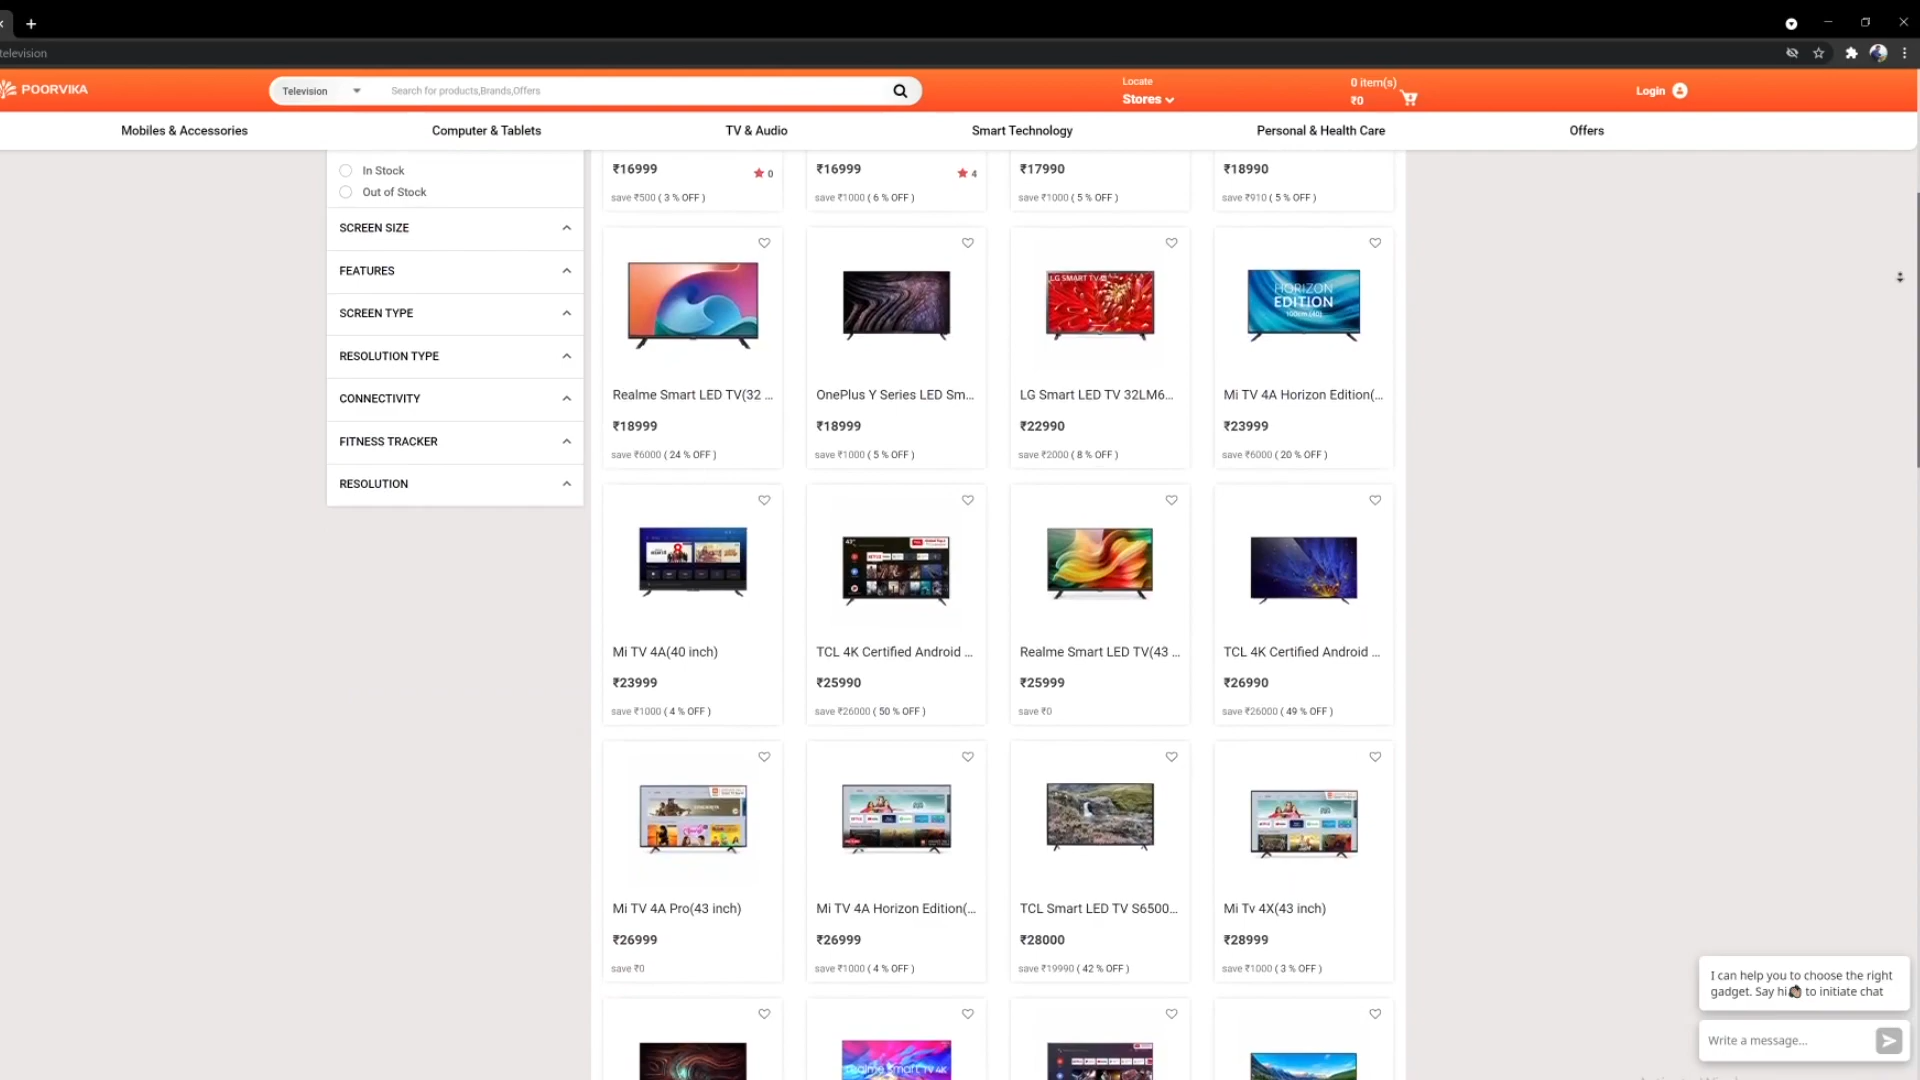 television
POORVIKA
Television
Search for products,Brands,Offers
Locate
Stores
0 item(s)
₹0
Login
Mobiles & Accessories
Computer & Tablets
TV & Audio
Smart Technology
Personal & Health Care
Offers
In Stock
Out of Stock
SCREEN SIZE
FEATURES
SCREEN TYPE
RESOLUTION TYPE
CONNECTIVITY
FITNESS TRACKER
RESOLUTION
₹16999
0
save ₹500 ( 3 % OFF )
₹16999
4
save ₹1000 ( 6 % OFF )
₹17990
save ₹1000 ( 5 % OFF )
₹18990
save ₹910 ( 5 % OFF )
Realme Smart LED TV(32 ...
₹18999
save ₹6000 ( 24 % OFF )
OnePlus Y Series LED Sm...
₹18999
save ₹1000 ( 5 % OFF )
LG SMART TV
LG Smart LED TV 32LM6...
₹22990
save ₹2000 ( 8 % OFF )
HORIZON
EDITION
100cm (40)
Mi TV 4A Horizon Edition(...
₹23999
save ₹6000 ( 20 % OFF )
Mi TV 4A(40 inch)
₹23999
save ₹1000 ( 4 % OFF )
TCL 4K Certified Android ...
₹25990
save ₹26000 ( 50 % OFF )
Realme Smart LED TV(43 ...
₹25999
save ₹0
TCL 4K Certified Android ...
₹26990
save ₹26000 ( 49 % OFF )
Mi TV 4A Pro(43 inch)
₹26999
save ₹0
Mi TV 4A Horizon Edition(...
₹26999
save ₹1000 ( 4 % OFF )
TCL Smart LED TV S6500...
₹28000
save ₹19990 ( 42 % OFF )
Mi Tv 4X(43 inch)
₹28999
save ₹1000 ( 3 % OFF )
realme smart TV 4K
I can help you to choose the right
gadget. Say hi👋 to initiate chat
Write a message...